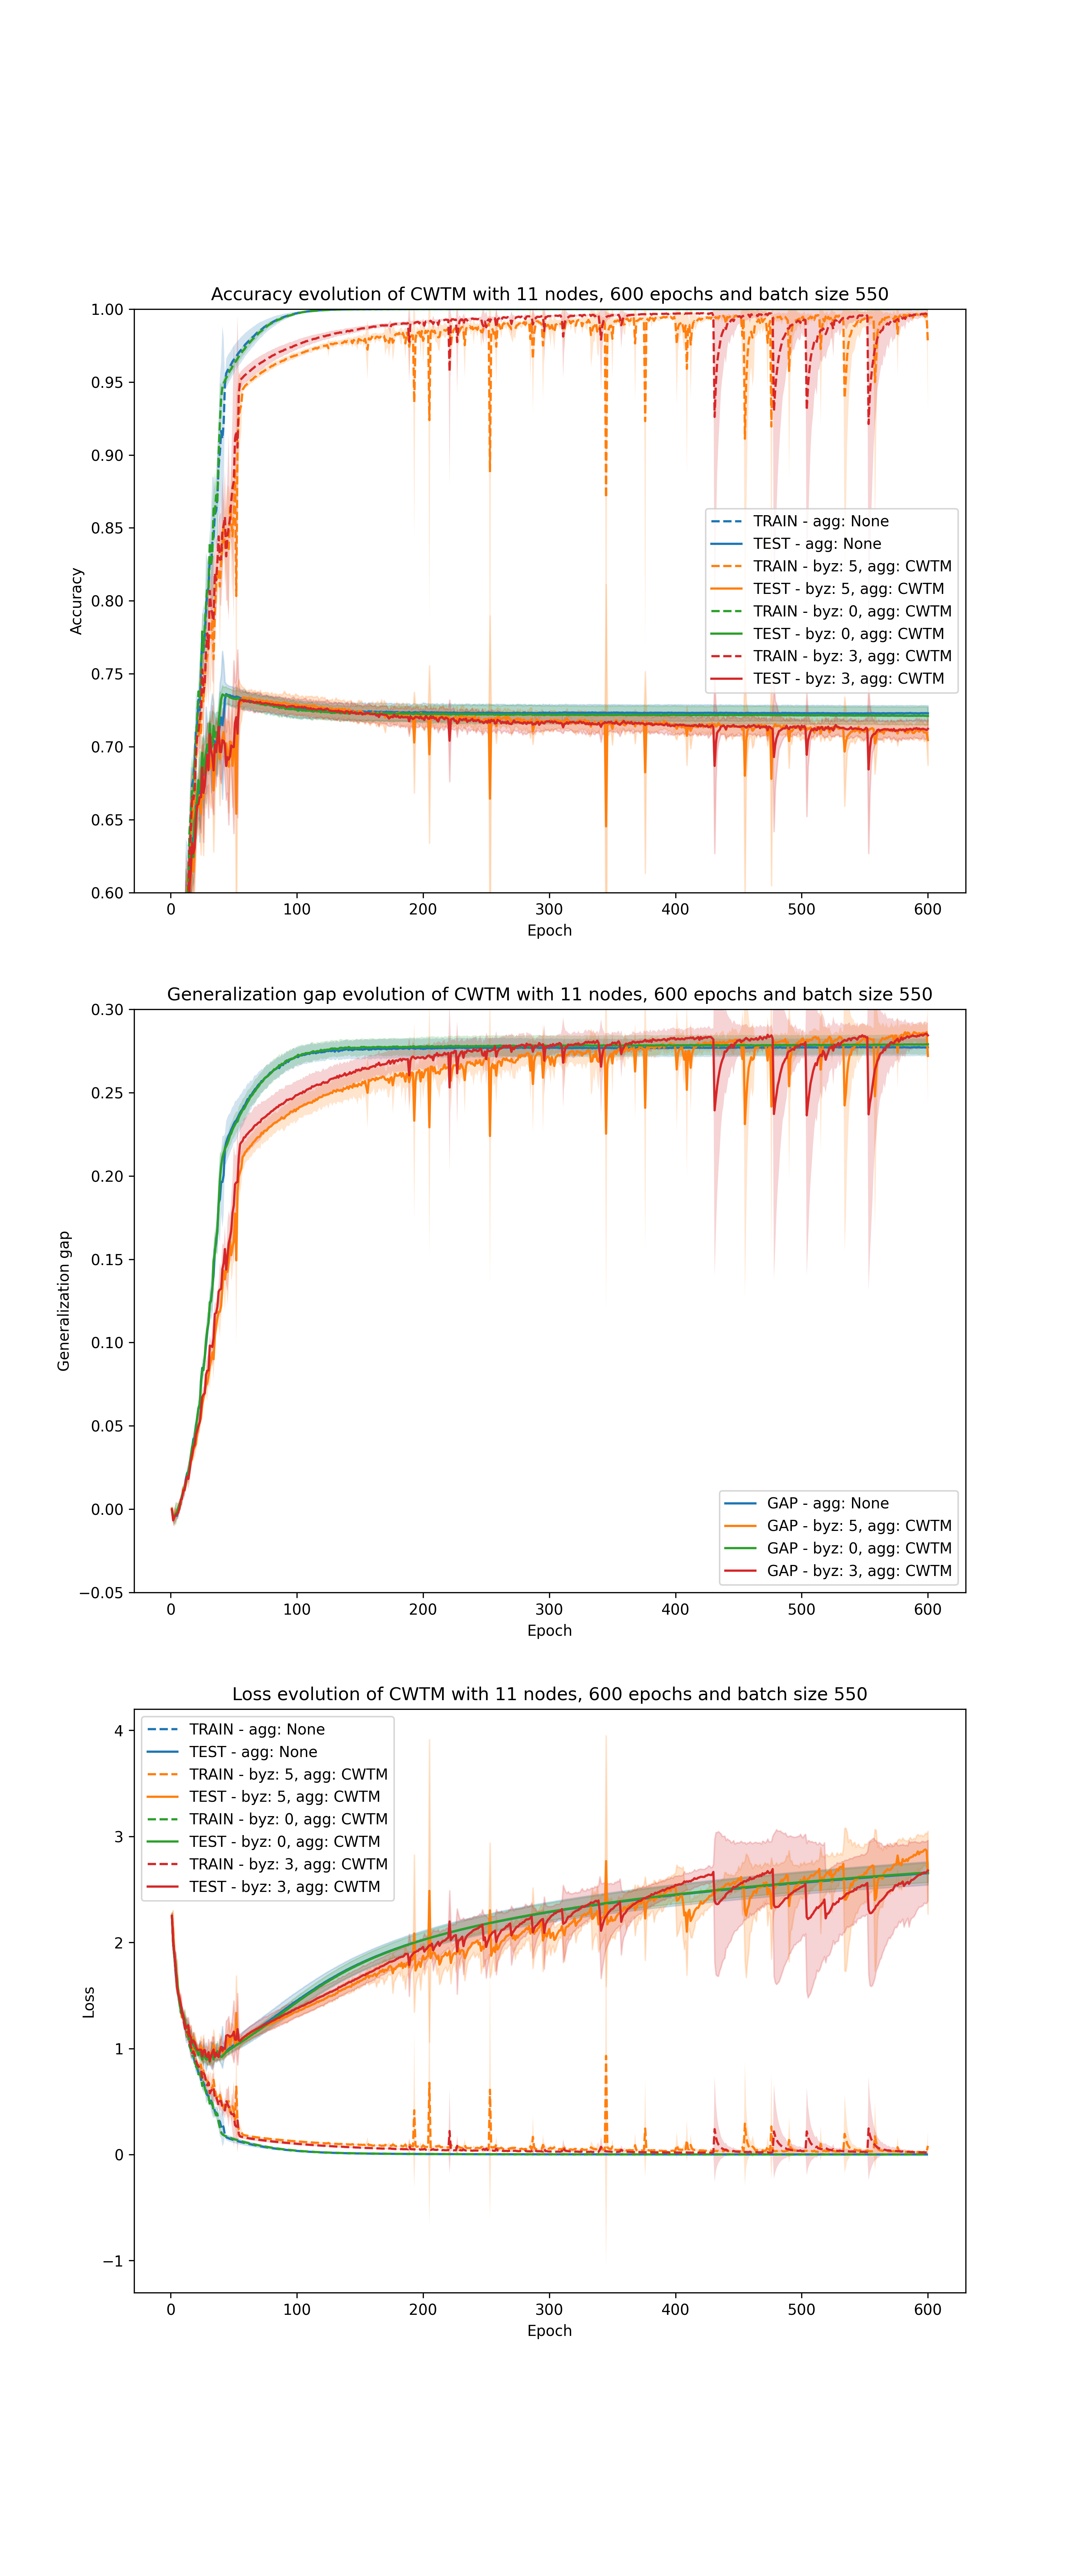 Accuracy evolution of CWTM with 11 nodes, 600 epochs and batch size 550
1.00
0.95
0.90
0.85
0.80
0.75
0.70
0.65
0.60
Accuracy
TRAIN - agg: None
TEST - agg: None
TRAIN - byz: 5, agg: CWTM
TEST - byz: 5, agg: CWTM
TRAIN - byz: 0, agg: CWTM
TEST - byz: 0, agg: CWTM
TRAIN - byz: 3, agg: CWTM
TEST - byz: 3, agg: CWTM
0 100 200 300 400 500 600
Epoch
Generalization gap evolution of CWTM with 11 nodes, 600 epochs and batch size 550
0.30
0.25
0.20
0.15
0.10
0.05
0.00
−0.05
Generalization gap
GAP - agg: None
GAP - byz: 5, agg: CWTM
GAP - byz: 0, agg: CWTM
GAP - byz: 3, agg: CWTM
0 100 200 300 400 500 600
Epoch
Loss evolution of CWTM with 11 nodes, 600 epochs and batch size 550
4
3
2
1
0
−1
Loss
TRAIN - agg: None
TEST - agg: None
TRAIN - byz: 5, agg: CWTM
TEST - byz: 5, agg: CWTM
TRAIN - byz: 0, agg: CWTM
TEST - byz: 0, agg: CWTM
TRAIN - byz: 3, agg: CWTM
TEST - byz: 3, agg: CWTM
0 100 200 300 400 500 600
Epoch